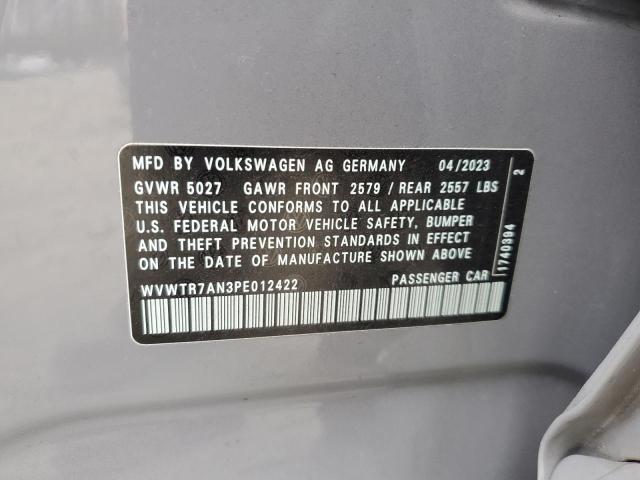 MFD BY VOLKSWAGEN AG GERMANY 04/2023
GVWR 5027 GAWR FRONT 2579 / REAR 2557 LBS
THIS VEHICLE CONFORMS TO ALL APPLICABLE
U.S. FEDERAL MOTOR VEHICLE SAFETY, BUMPER
AND THEFT PREVENTION STANDARDS IN EFFECT
ON THE DATE OF MANUFACTURE SHOWN ABOVE
WVWTR7AN3PE012422 PASSENGER CAR
1740394 2